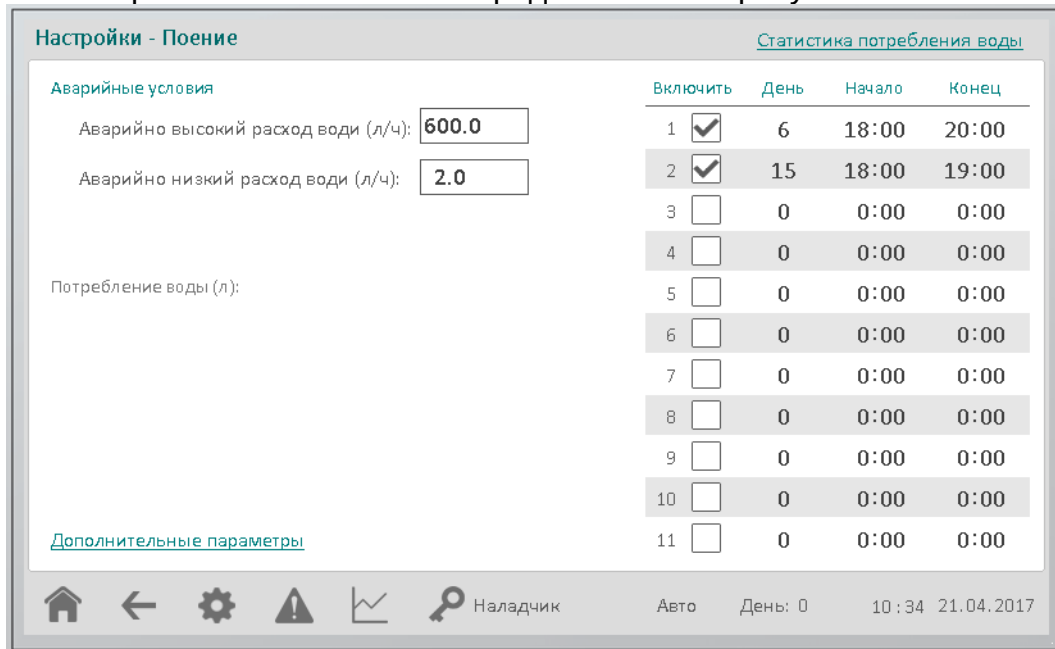 Настройки - Поение
Статистика потребления воды
Аварийные условия
Аварийно высокий расход води (л/ч): 600.0
Аварийно низкий расход води (л/ч): 2.0
Потребление воды (л):
Дополнительные параметры
Включить День Начало Конец
1 6 18:00 20:00
2 15 18:00 19:00
3 0 0:00 0:00
4 0 0:00 0:00
5 0 0:00 0:00
6 0 0:00 0:00
7 0 0:00 0:00
8 0 0:00 0:00
9 0 0:00 0:00
10 0 0:00 0:00
11 0 0:00 0:00
Наладчик Авто День: 0 10:34 21.04.2017